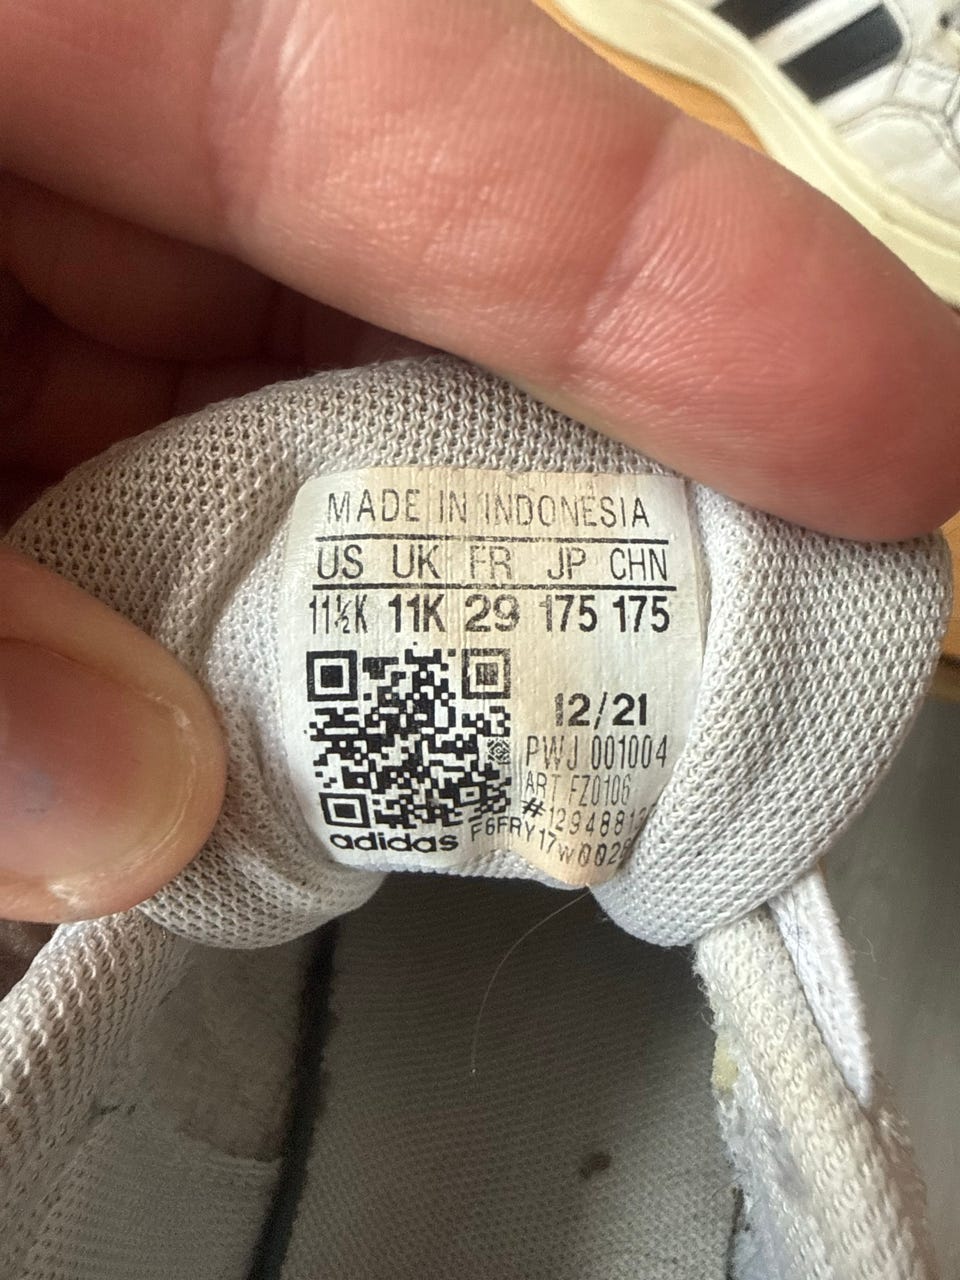 MADE IN INDONESIA
US UK FR JP CHN
11½K 11K 29 175 175
12/21
PWJ 001004
ART FZ0106
adidas